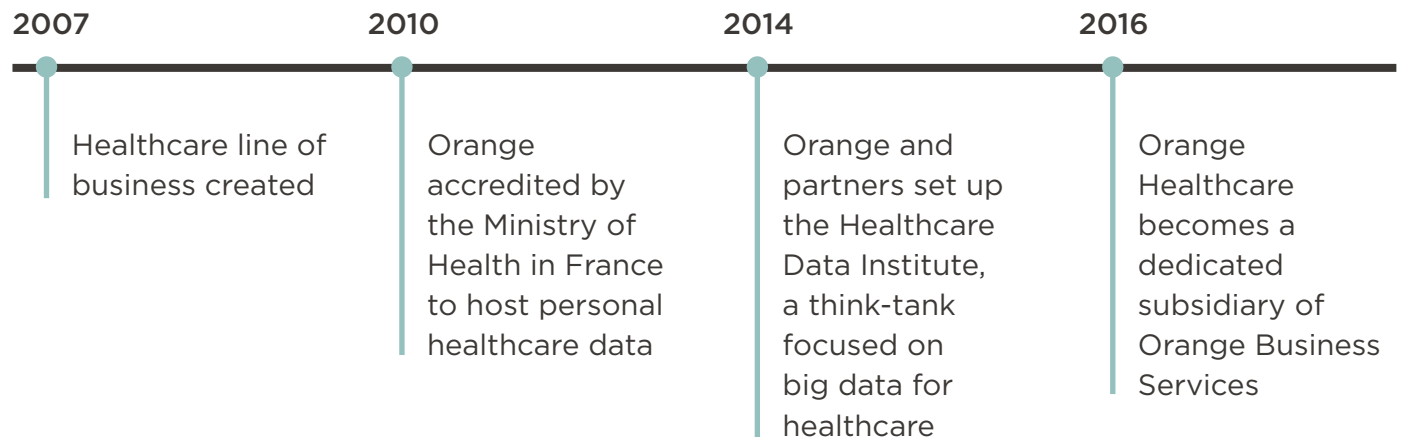 2007
Healthcare line of
business created
2010
Orange
accredited by
the Ministry of
Health in France
to host personal
healthcare data
2014
Orange and
partners set up
the Healthcare
Data Institute,
a think-tank
focused on
big data for
healthcare
2016
Orange
Healthcare
becomes a
dedicated
subsidiary of
Orange Business
Services